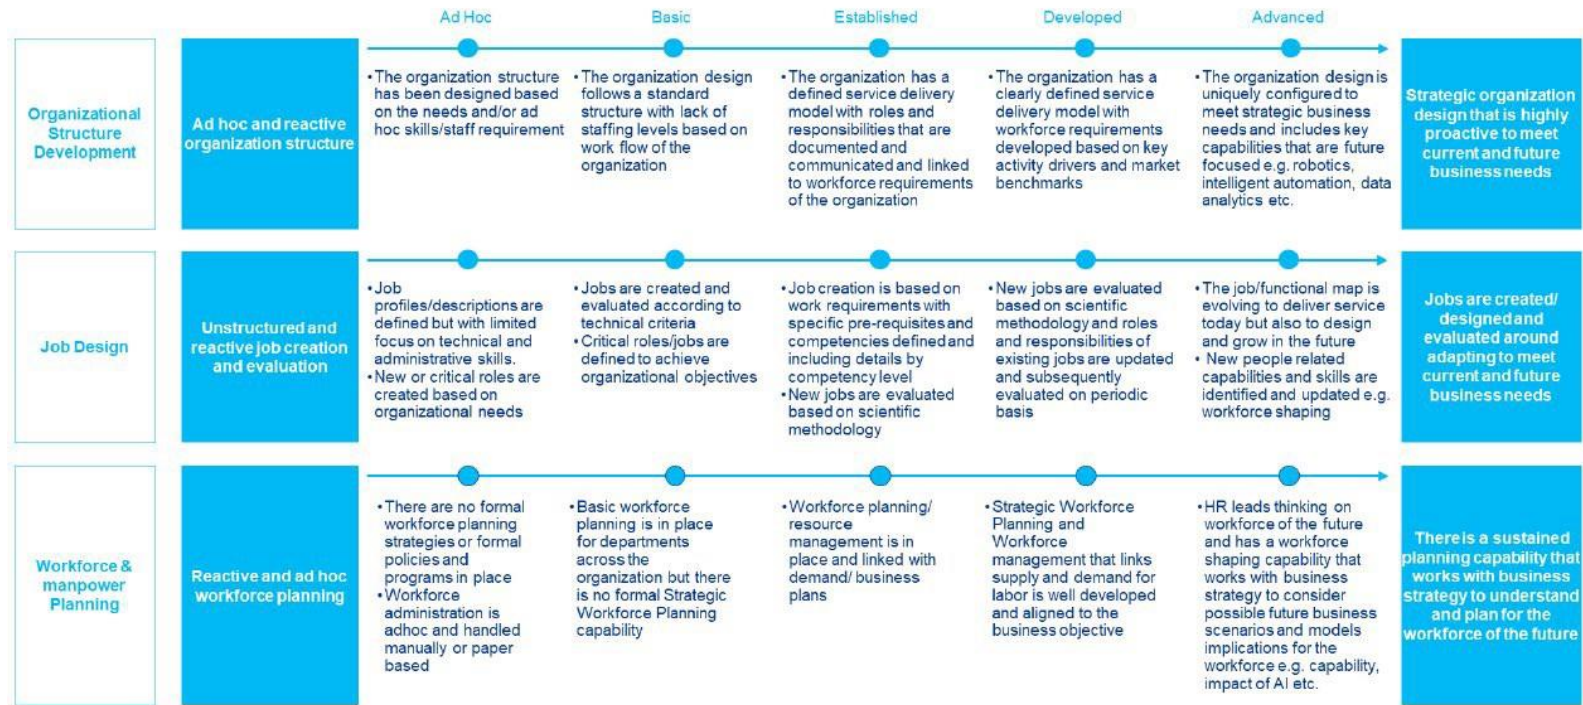 Ad Hoc
Basic
Established
Developed
Advanced
Organizational
Structure
Development
Ad hoc and reactive
organization structure
•The organization structure
has been designed based
on the needs and/or ad
hoc skills/staff requirement
•The organization design
follows a standard
structure with lack of
staffing levels based on
work flow of the
organization
•The organization has a
defined service delivery
model with roles and
responsibilities that are
documented and
communicated and linked
to workforce requirements
of the organization
•The organization has a
clearly defined service
delivery model with
workforce requirements
developed based on key
activity drivers and market
benchmarks
•The organization design is
uniquely configured to
meet strategic business
needs and includes key
capabilities that are future
focused e.g. robotics,
intelligent automation, data
analytics etc.
Strategic organization
design that is highly
proactive to meet
current and future
business needs
Job Design
Unstructured and
reactive job creation
and evaluation
•Job
profiles/descriptions are
defined but with limited
focus on technical and
administrative skills.
•New or critical roles are
created based on
organizational needs
•Jobs are created and
evaluated according to
technical criteria
•Critical roles/jobs are
defined to achieve
organizational objectives
•Job creation is based on
work requirements with
specific pre-requisites and
competencies defined and
including details by
competency level
•New jobs are evaluated
based on scientific
methodology
•New jobs are evaluated
based on scientific
methodology and roles
and responsibilities of
existing jobs are updated
and subsequently
evaluated on periodic
basis
•The job/functional map is
evolving to deliver service
today but also to design
and grow in the future
• New people related
capabilities and skills are
identified and updated e.g.
workforce shaping
Jobs are created/
designed and
evaluated around
adapting to meet
current and future
business needs
Workforce &
manpower
Planning
Reactive and ad hoc
workforce planning
•There are no formal
workforce planning
strategies or formal
policies and
programs in place
•Workforce
administration is
adhoc and handled
manually or paper
based
•Basic workforce
planning is in place
for departments
across the
organization but there
is no formal Strategic
Workforce Planning
capability
•Workforce planning/
resource
management is in
place and linked with
demand/ business
plans
•Strategic Workforce
Planning and
Workforce
management that links
supply and demand for
labor is well developed
and aligned to the
business objective
•HR leads thinking on
workforce of the future
and has a workforce
shaping capability that
works with business
strategy to consider
possible future business
scenarios and models
implications for the
workforce e.g. capability,
impact of AI etc.
There is a sustained
planning capability that
works with business
strategy to understand
and plan for the
workforce of the future